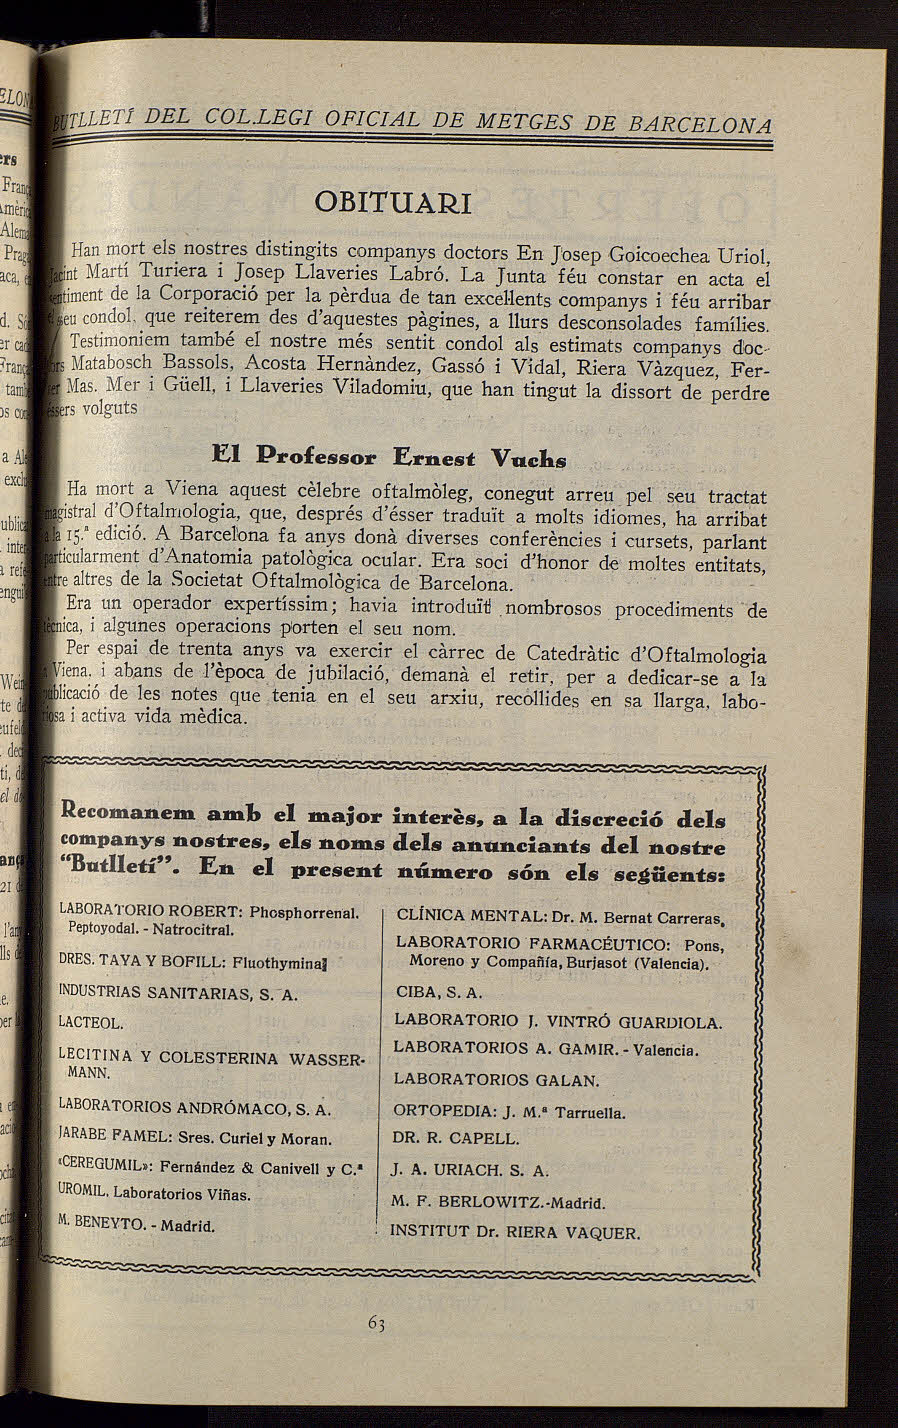 BUTLLETÍ DEL COL.LEGI OFICIAL DE METGES DE BARCELONA
OBITUARI
Han mort els nostres distingits companys doctors En Josep Goicoechea Uriol,
Jacint Martí Turiera i Josep Llaveries Labró. La Junta féu constar en acta el
sentiment de la Corporació per la pèrdua de tan excellents companys i féu arribar
el seu condol, que reiterem des d'aquestes pàgines, a llurs desconsolades famílies.
Testimoniem també el nostre més sentit condol als estimats companys doc-
tors Matabosch Bassols, Acosta Hernàndez, Gassó i Vidal, Riera Vàzquez, Fer-
rer Mas. Mer i Güell, i Llaveries Viladomiu, que han tingut la dissort de perdre
éssers volguts
El Professor Ernest Vuchs
Ha mort a Viena aquest cèlebre oftalmòleg, conegut arreu pel seu tractat
magistral d'Oftalmologia, que, després d'ésser traduït a molts idiomes, ha arribat
a la 15.ª edició. A Barcelona fa anys donà diverses conferències i cursets, parlant
particularment d'Anatomia patològica ocular. Era soci d'honor de moltes entitats,
entre altres de la Societat Oftalmològica de Barcelona.
Era un operador expertíssim; havia introduït nombrosos procediments de
tècnica, i algunes operacions porten el seu nom.
Per espai de trenta anys va exercir el càrrec de Catedràtic d'Oftalmologia
a Viena, i abans de l'època de jubilació, demanà el retir, per a dedicar-se a la
publicació de les notes que tenia en el seu arxiu, recollides en sa llarga, labo-
riosa i activa vida mèdica.
Recomanem amb el major interès, a la discreció dels
companys nostres, els noms dels anunciants del nostre
"Butlletí". En el present número són els següents:
LABORATORIO ROBERT: Phosphorrenal.
Peptoyodal. - Natrocitral.
DRES. TAYA Y BOFILL: Fluothymina
INDUSTRIAS SANITARIAS, S. A.
LACTEOL.
LECITINA Y COLESTERINA WASSER-
MANN.
LABORATORIOS ANDRÓMACO, S. A.
JARABE FAMEL: Sres. Curiel y Moran.
«CEREGUMIL»: Fernández & Canivell y C.ª
UROMIL, Laboratorios Viñas.
M. BENEYTO. - Madrid.
CLÍNICA MENTAL: Dr. M. Bernat Carreras,
LABORATORIO FARMACÉUTICO: Pons,
Moreno y Compañía, Burjasot (Valencia).
CIBA, S. A.
LABORATORIO J. VINTRÓ GUARDIOLA.
LABORATORIOS A. GAMIR. - Valencia.
LABORATORIOS GALAN.
ORTOPEDIA: J. M.ª Tarruella.
DR. R. CAPELL.
J. A. URIACH. S. A.
M. F. BERLOWITZ.-Madrid.
INSTITUT Dr. RIERA VAQUER.
63